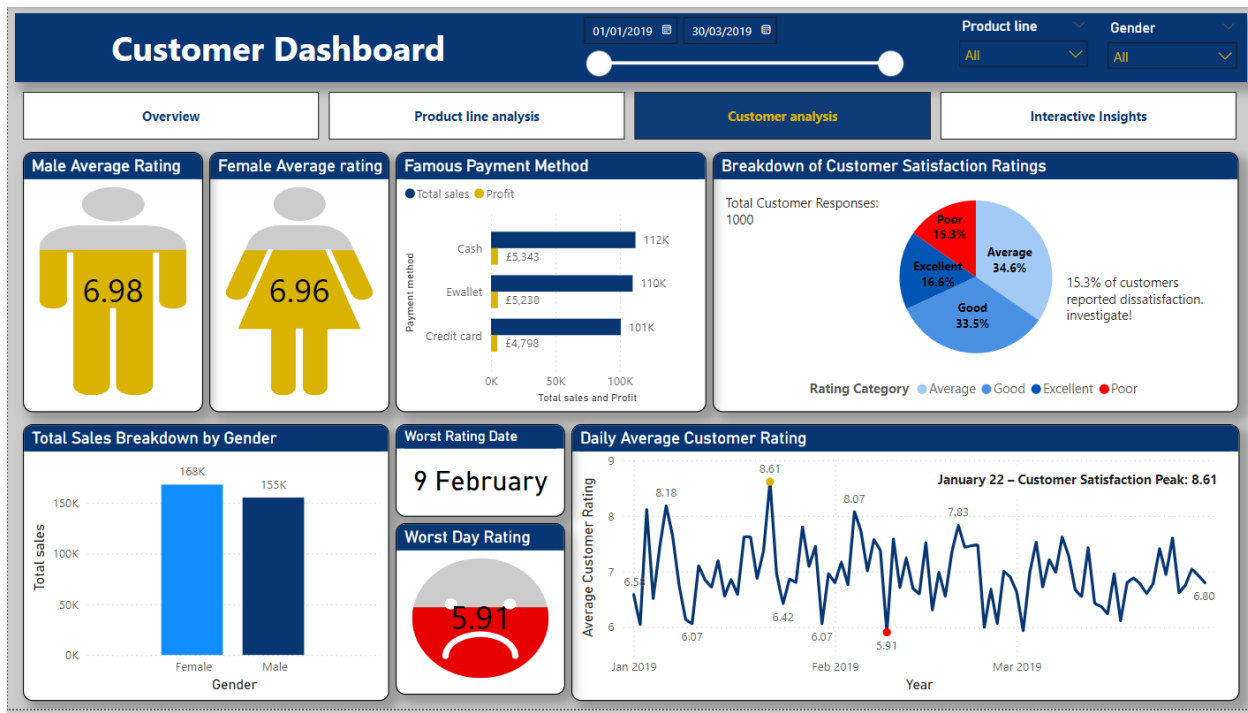 Customer Dashboard
01/01/2019
30/03/2019
Product line
All
Gender
All
Overview
Product line analysis
Customer analysis
Interactive Insights
Male Average Rating
6.98
Female Average rating
6.96
Famous Payment Method
Total sales
Profit
Payment method
Cash
112K
£5,343
Ewallet
110K
£5,238
Credit card
101K
£4,798
0K
50K
100K
Total sales and Profit
Breakdown of Customer Satisfaction Ratings
Total Customer Responses:
1000
Poor
15.3%
Average
34.6%
Excellent
16.6%
Good
33.5%
15.3% of customers
reported dissatisfaction.
investigate!
Rating Category
Average
Good
Excellent
Poor
Total Sales Breakdown by Gender
Total sales
150K
100K
50K
0K
168K
155K
Female
Male
Gender
Worst Rating Date
9 February
Worst Day Rating
5.91
Daily Average Customer Rating
January 22 – Customer Satisfaction Peak: 8.61
Average Customer Rating
9
8
7
6
6.58
8.18
6.07
8.61
6.42
6.07
8.07
5.91
7.83
6.80
Jan 2019
Feb 2019
Mar 2019
Year